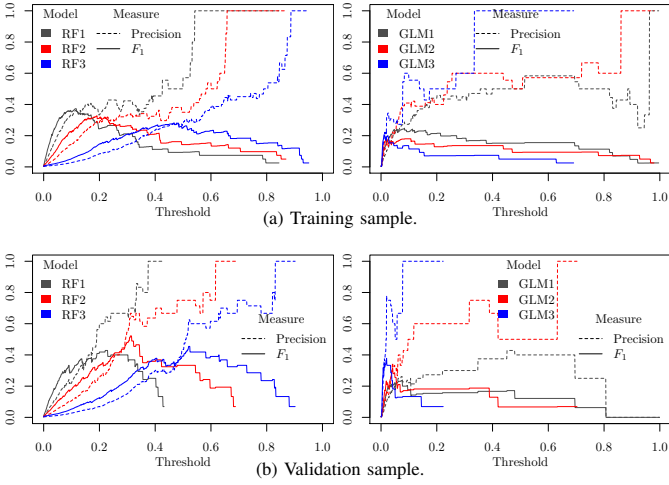 Model Measure
RF1 Precision
RF2 F1
RF3
0.0 0.2 0.4 0.6 0.8 1.0
0.0 0.2 0.4 0.6 0.8 1.0
Threshold
Model Measure
GLM1 Precision
GLM2 F1
GLM3
0.0 0.2 0.4 0.6 0.8 1.0
0.0 0.2 0.4 0.6 0.8 1.0
Threshold
(a) Training sample.
Model
RF1
RF2
RF3
Measure
Precision
F1
0.0 0.2 0.4 0.6 0.8 1.0
0.0 0.2 0.4 0.6 0.8 1.0
Threshold
Model
GLM1
GLM2
GLM3
Measure
Precision
F1
0.0 0.2 0.4 0.6 0.8 1.0
0.0 0.2 0.4 0.6 0.8 1.0
Threshold
(b) Validation sample.